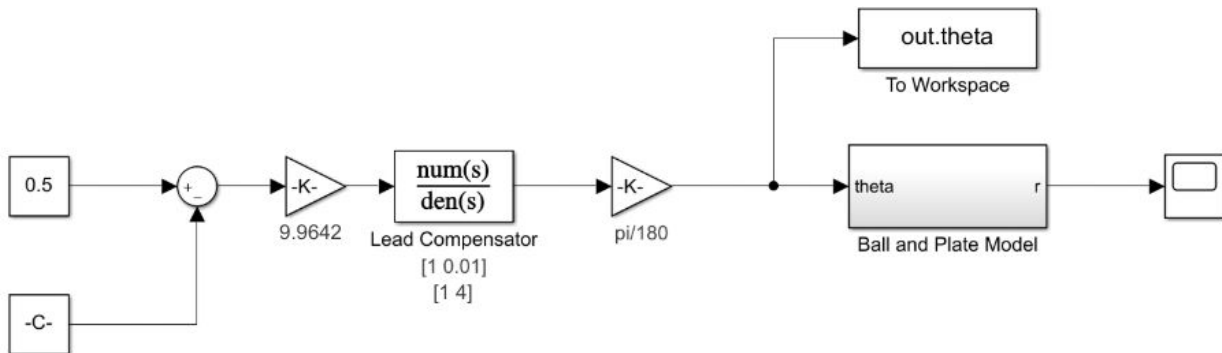 out.theta
To Workspace
0.5
+
−
-K-
9.9642
num(s)
den(s)
Lead Compensator
[1 0.01]
[1 4]
-K-
pi/180
theta
r
Ball and Plate Model
-C-